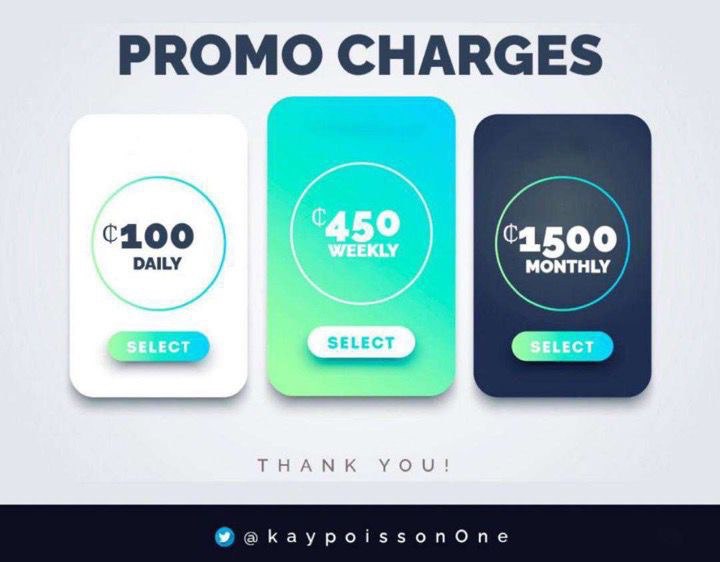 PROMO CHARGES
₵100
DAILY
SELECT
₵450
WEEKLY
SELECT
₵1500
MONTHLY
SELECT
THANK YOU!
@kaypoissonOne